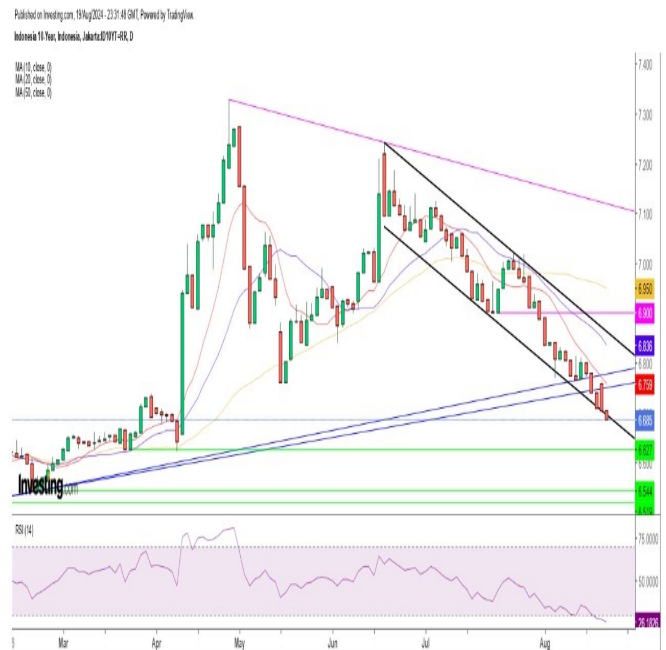 Published on Investing.com, 19/Aug/2024 - 23:31:48 GMT, Powered by TradingView.
Indonesia 10-Year, Indonesia, Jakarta:ID10YT=RR, D
MA (10, close, 0)
MA (20, close, 0)
MA (50, close, 0)
7.400
7.300
7.200
7.100
7.000
6.950
6.900
6.836
6.800
6.759
6.685
6.627
6.600
6.544
6.519
Investing.com
RSI (14)
75.0000
50.0000
26.1826
Mar
Apr
May
Jun
Jul
Aug